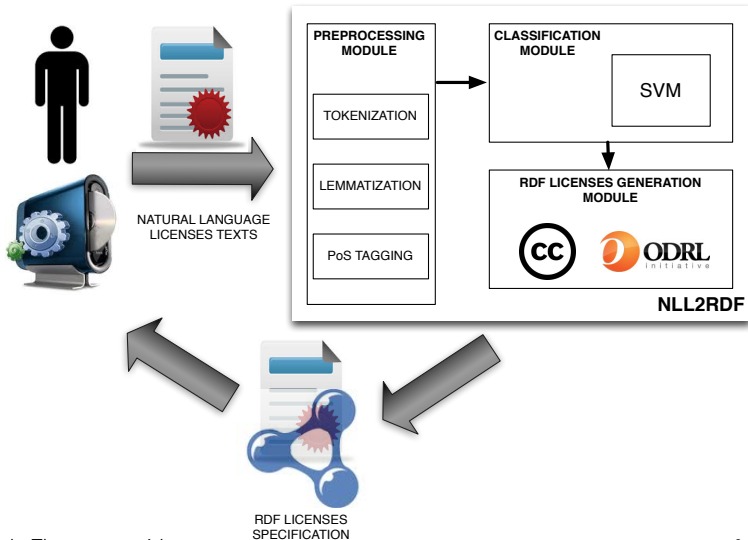 PREPROCESSING
MODULE
TOKENIZATION
LEMMATIZATION
PoS TAGGING
CLASSIFICATION
MODULE
SVM
RDF LICENSES GENERATION
MODULE
CC
ODRL
initiative
NLL2RDF
NATURAL LANGUAGE
LICENSES TEXTS
RDF LICENSES
SPECIFICATION